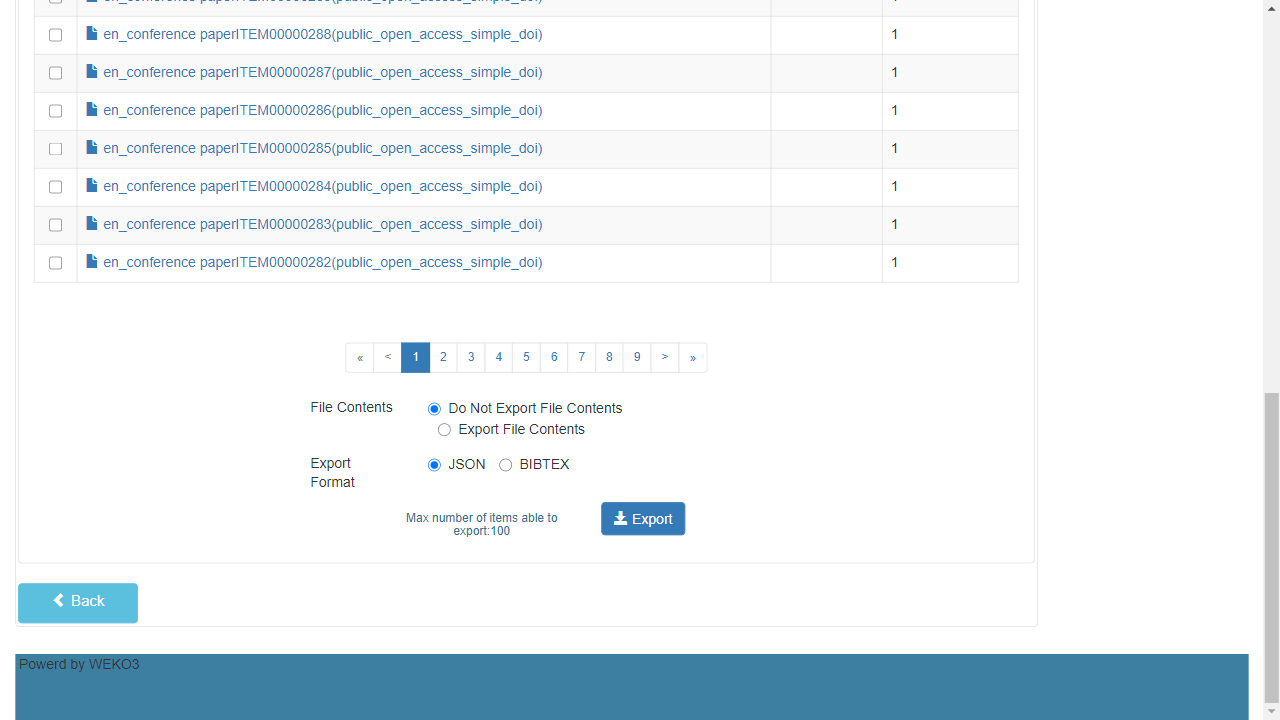 en_conference paperITEM00000288(public_open_access_simple_doi) 1
en_conference paperITEM00000287(public_open_access_simple_doi) 1
en_conference paperITEM00000286(public_open_access_simple_doi) 1
en_conference paperITEM00000285(public_open_access_simple_doi) 1
en_conference paperITEM00000284(public_open_access_simple_doi) 1
en_conference paperITEM00000283(public_open_access_simple_doi) 1
en_conference paperITEM00000282(public_open_access_simple_doi) 1
« < 1 2 3 4 5 6 7 8 9 > »
File Contents Do Not Export File Contents
Export File Contents
Export JSON BIBTEX
Format
Max number of items able to
export:100
Export
Back
Powerd by WEKO3